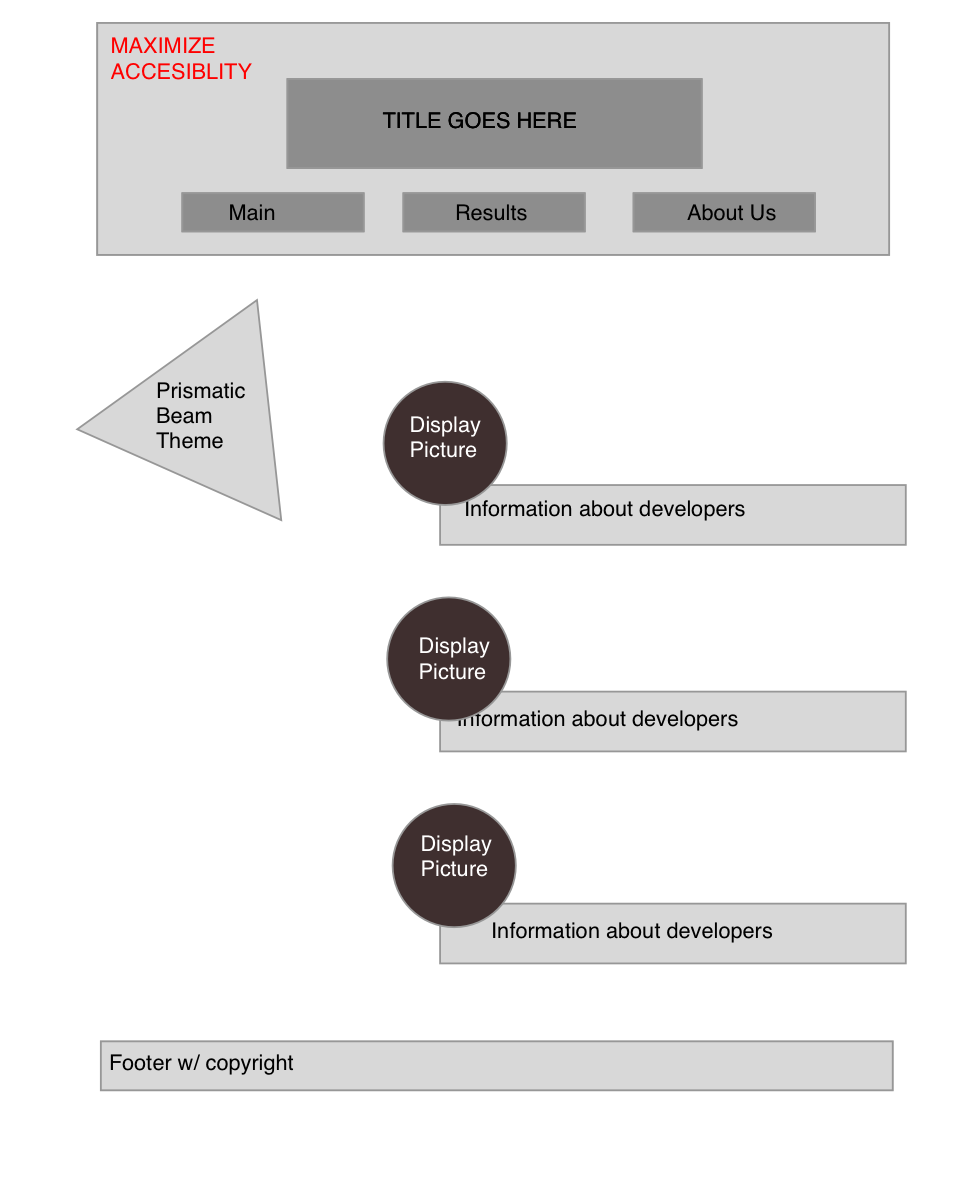 MAXIMIZE
ACCESIBLITY
TITLE GOES HERE
Main
Results
About Us
Prismatic
Beam
Theme
Display
Picture
Information about developers
Display
Picture
Information about developers
Display
Picture
Information about developers
Footer w/ copyright